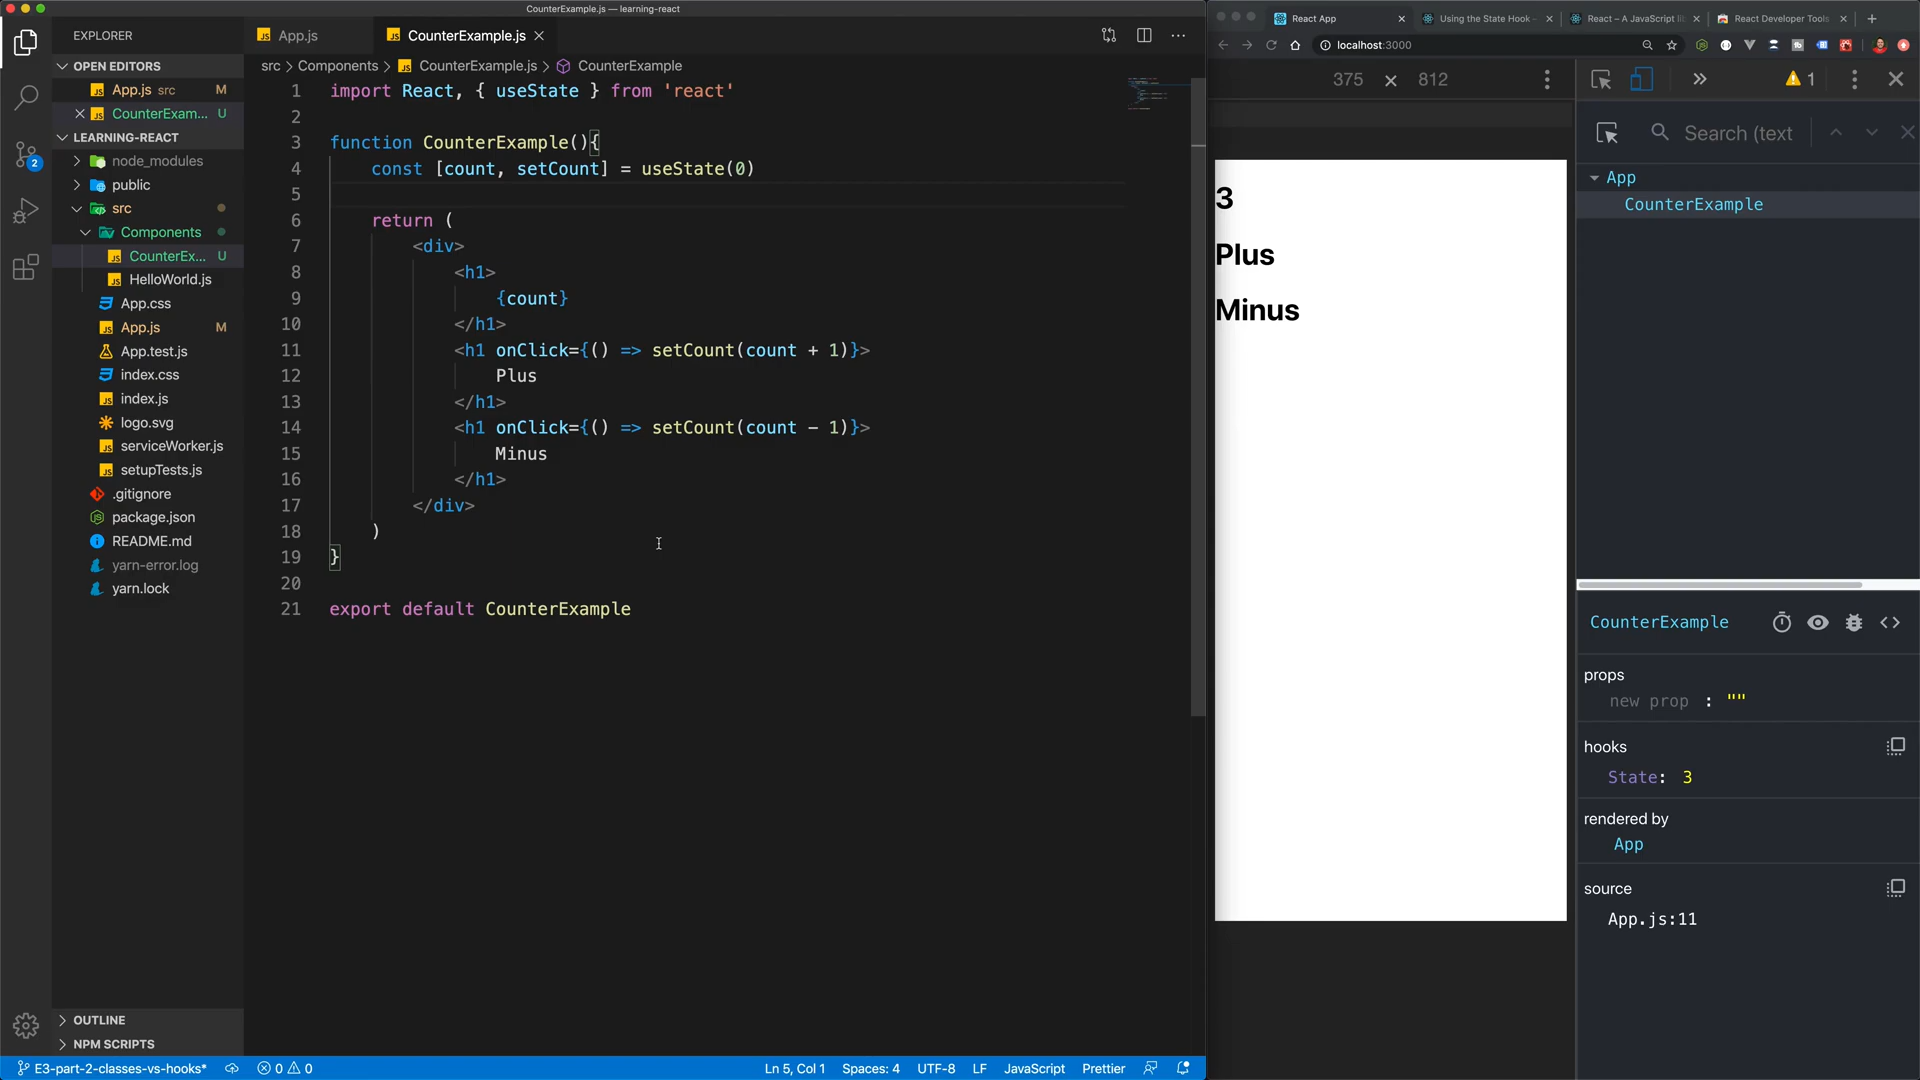 CounterExample.js — learning-react
EXPLORER
OPEN EDITORS
App.js src M
CounterExam... U
LEARNING-REACT
node_modules
public
src
Components
CounterEx... U
HelloWorld.js
App.css
App.js M
App.test.js
index.css
index.js
logo.svg
serviceWorker.js
setupTests.js
.gitignore
package.json
README.md
yarn-error.log
yarn.lock
OUTLINE
NPM SCRIPTS
2
App.js
CounterExample.js
src > Components > CounterExample.js > CounterExample
1 import React, { useState } from 'react'
2
3 function CounterExample(){
4 const [count, setCount] = useState(0)
5
6 return (
7 <div>
8 <h1>
9 {count}
10 </h1>
11 <h1 onClick={() => setCount(count + 1)}>
12 Plus
13 </h1>
14 <h1 onClick={() => setCount(count - 1)}>
15 Minus
16 </h1>
17 </div>
18 )
19 }
20
21 export default CounterExample
E3-part-2-classes-vs-hooks* 0 0
Ln 5, Col 1 Spaces: 4 UTF-8 LF JavaScript Prettier
React App
Using the State Hook –
React – A JavaScript li
React Developer Tools
localhost:3000
375 × 812
1
3
Plus
Minus
Search (text
App
CounterExample
CounterExample
props
new prop : ""
hooks
State: 3
rendered by
App
source
App.js:11